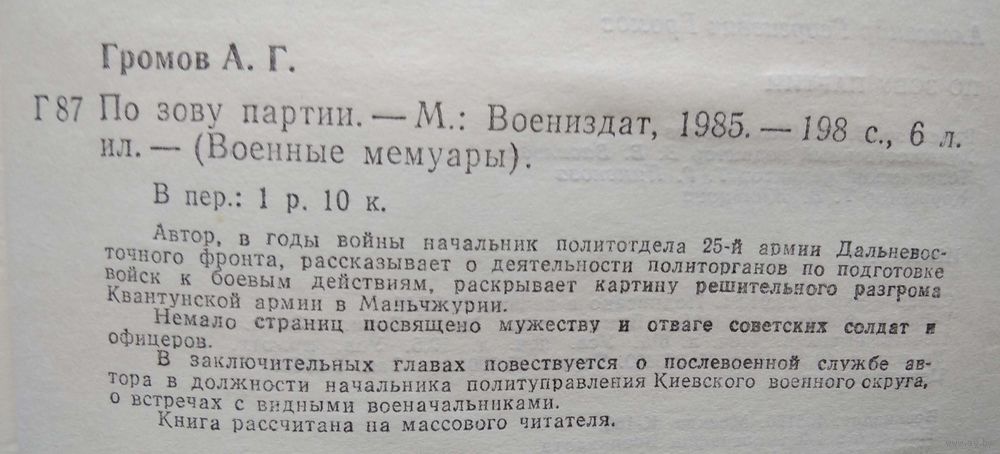 Громов А. Г.
Г 87 По зову партии. — М.: Воениздат, 1985. — 198 с., 6 л.
ил. — (Военные мемуары).
В пер.: 1 р. 10 к.
Автор, в годы войны начальник политотдела 25-й армии Дальневос-
точного фронта, рассказывает о деятельности политорганов по подготовке
войск к боевым действиям, раскрывает картину решительного разгрома
Квантунской армии в Маньчжурии.
Немало страниц посвящено мужеству и отваге советских солдат и
офицеров.
В заключительных главах повествуется о послевоенной службе ав-
тора в должности начальника политуправления Киевского военного округа,
о встречах с видными военачальниками.
Книга рассчитана на массового читателя.